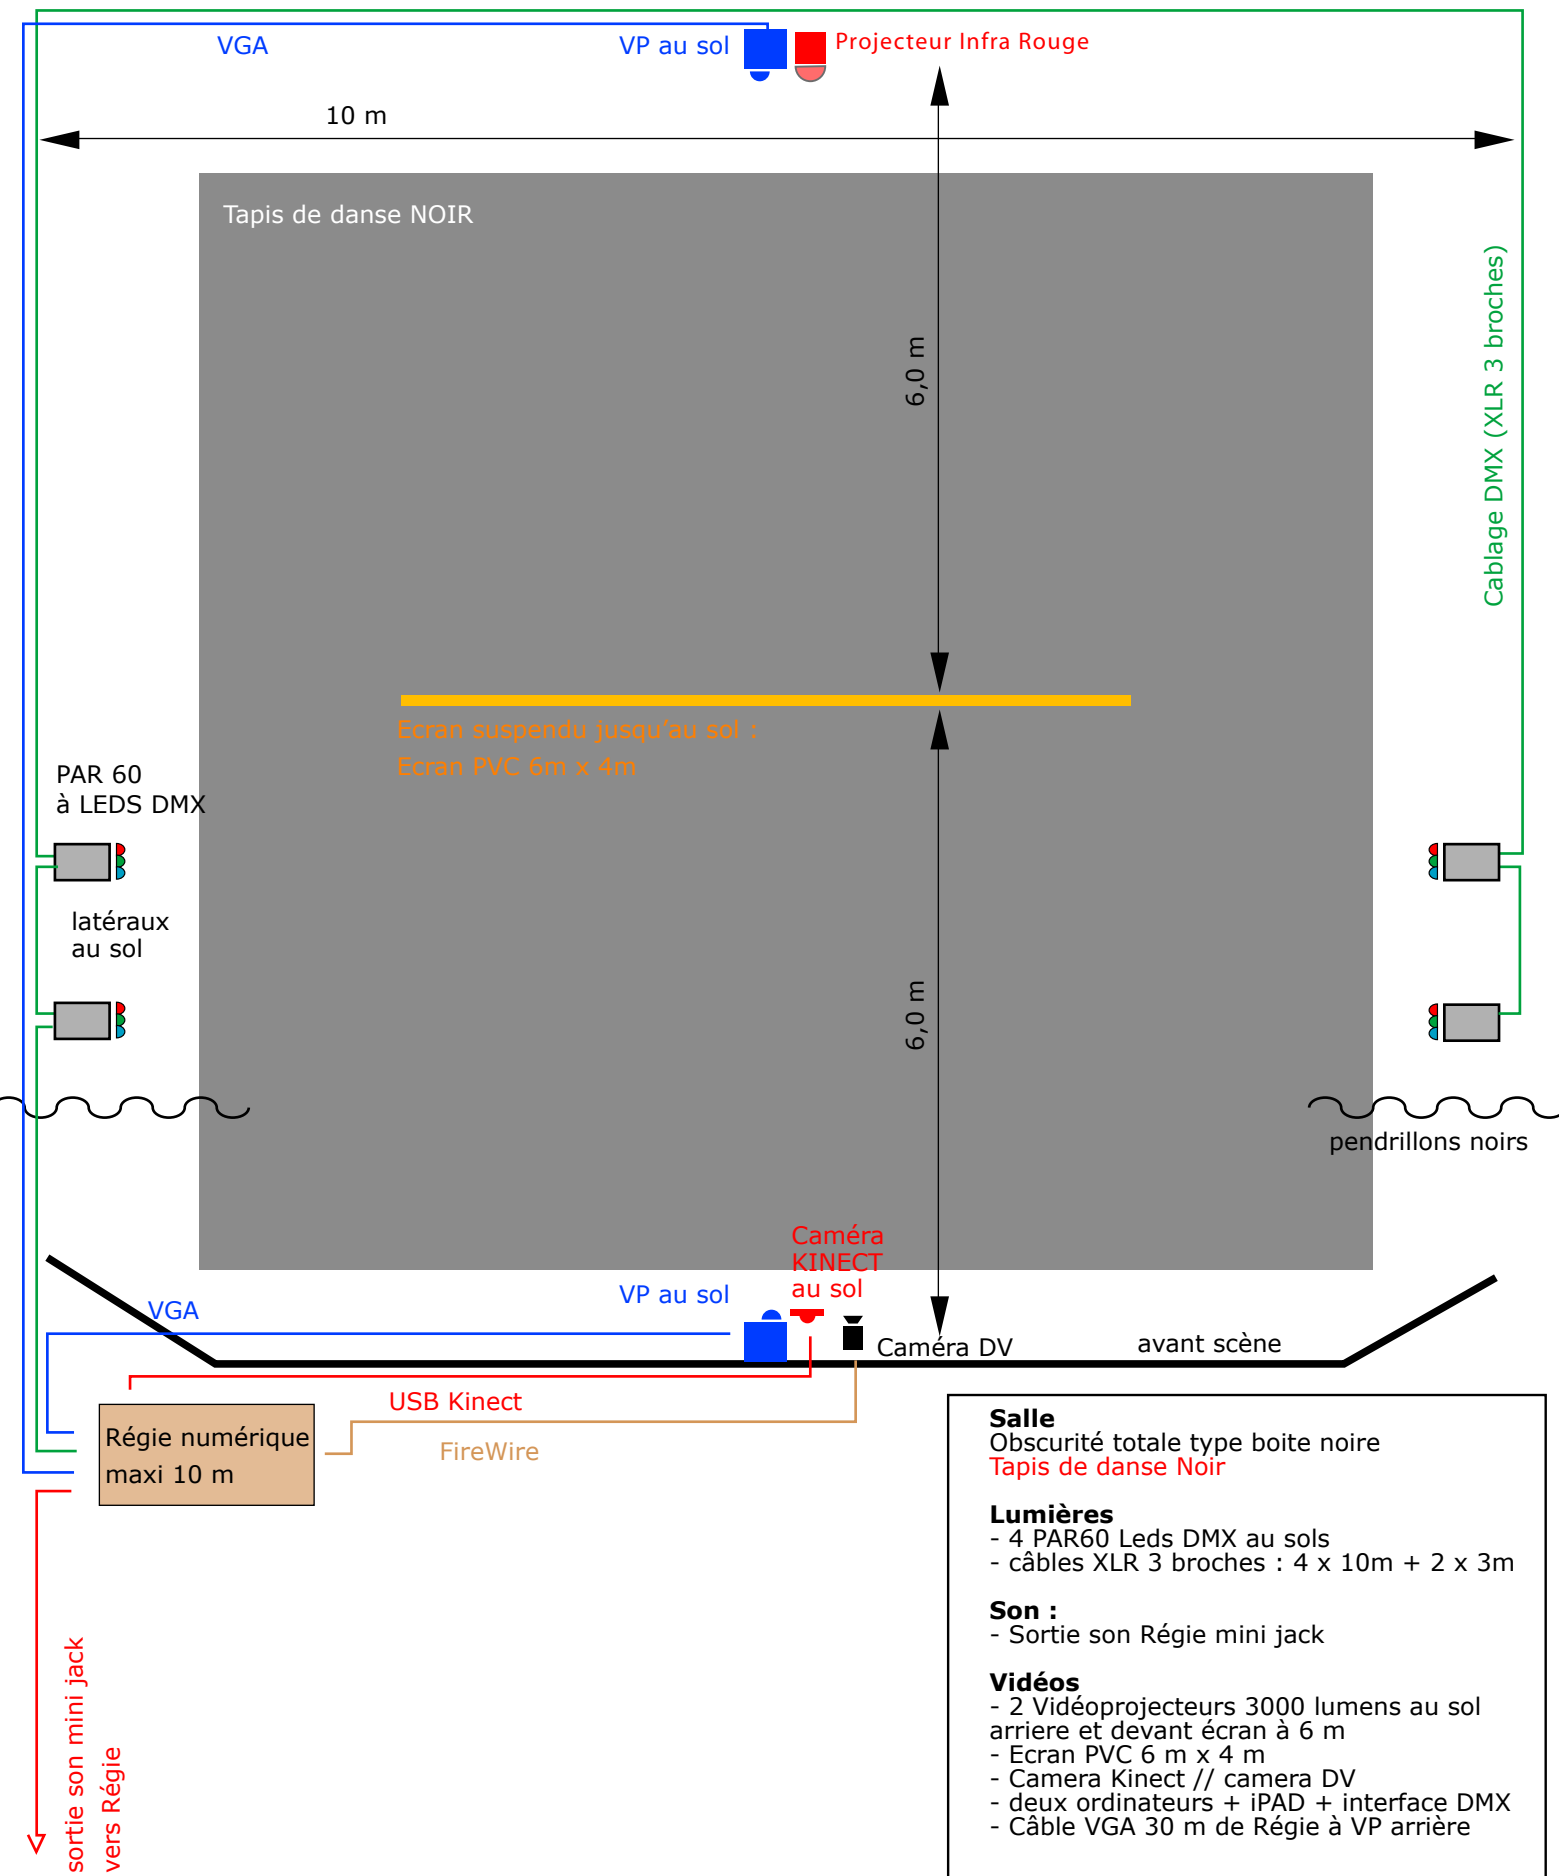 VGA
VP au sol
Projecteur Infra Rouge
10 m
Tapis de danse NOIR
Cablage DMX (XLR 3 broches)
6,0 m
Ecran suspendu jusqu'au sol :
Ecran PVC 6m x 4m
PAR 60
à LEDS DMX
latéraux
au sol
6,0 m
pendrillons noirs
Caméra
KINECT
au sol
VP au sol
VGA
Caméra DV
avant scène
USB Kinect
FireWire
Régie numérique
maxi 10 m
sortie son mini jack
vers Régie
Salle
Obscurité totale type boite noire
Tapis de danse Noir
Lumières
- 4 PAR60 Leds DMX au sols
- câbles XLR 3 broches : 4 x 10m + 2 x 3m
Son :
- Sortie son Régie mini jack
Vidéos
- 2 Vidéoprojecteurs 3000 lumens au sol
arriere et devant écran à 6 m
- Ecran PVC 6 m x 4 m
- Camera Kinect // camera DV
- deux ordinateurs + iPAD + interface DMX
- Câble VGA 30 m de Régie à VP arrière